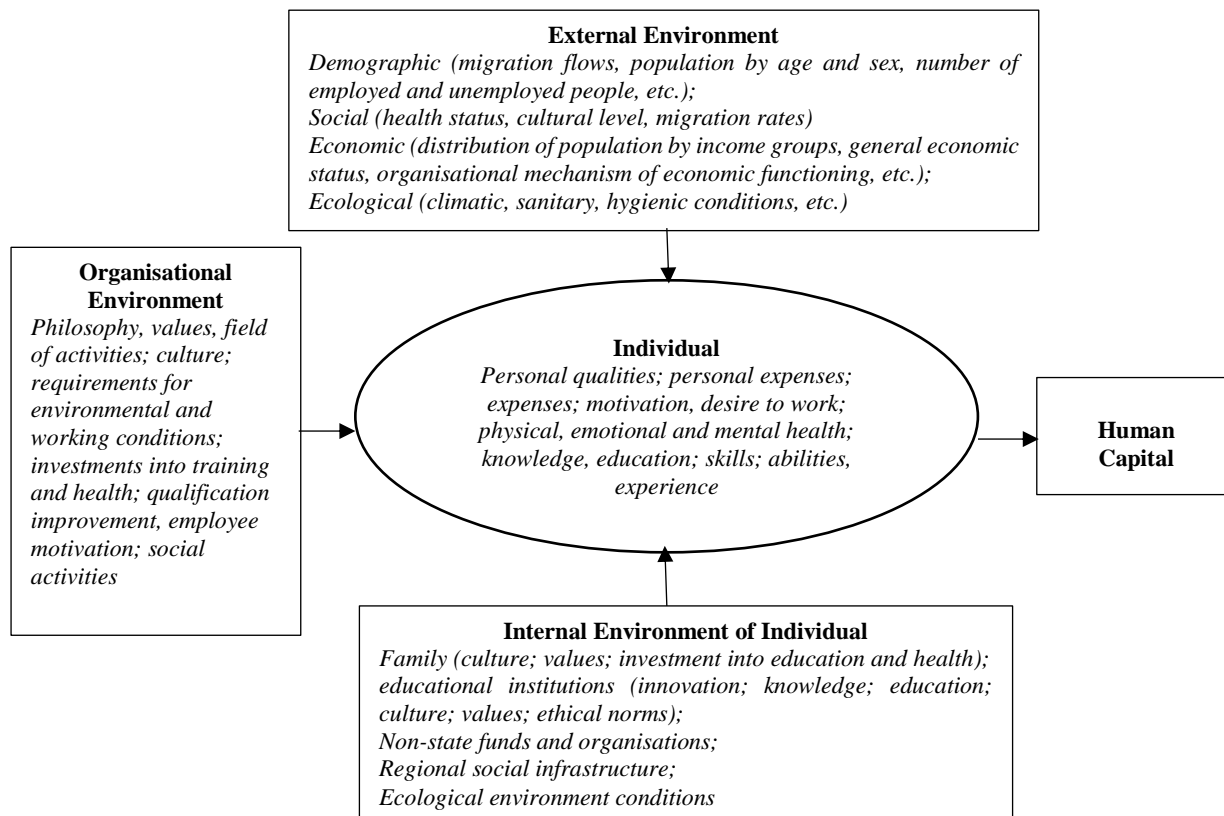 External Environment
Demographic (migration flows, population by age and sex, number of
employed and unemployed people, etc.);
Social (health status, cultural level, migration rates)
Economic (distribution of population by income groups, general economic
status, organisational mechanism of economic functioning, etc.);
Ecological (climatic, sanitary, hygienic conditions, etc.)
Organisational
Environment
Philosophy, values, field
of activities; culture;
requirements for
environmental and
working conditions;
investments into training
and health; qualification
improvement, employee
motivation; social
activities
Individual
Personal qualities; personal expenses;
expenses; motivation, desire to work;
physical, emotional and mental health;
knowledge, education; skills; abilities,
experience
Human
Capital
Internal Environment of Individual
Family (culture; values; investment into education and health);
educational institutions (innovation; knowledge; education;
culture; values; ethical norms);
Non-state funds and organisations;
Regional social infrastructure;
Ecological environment conditions